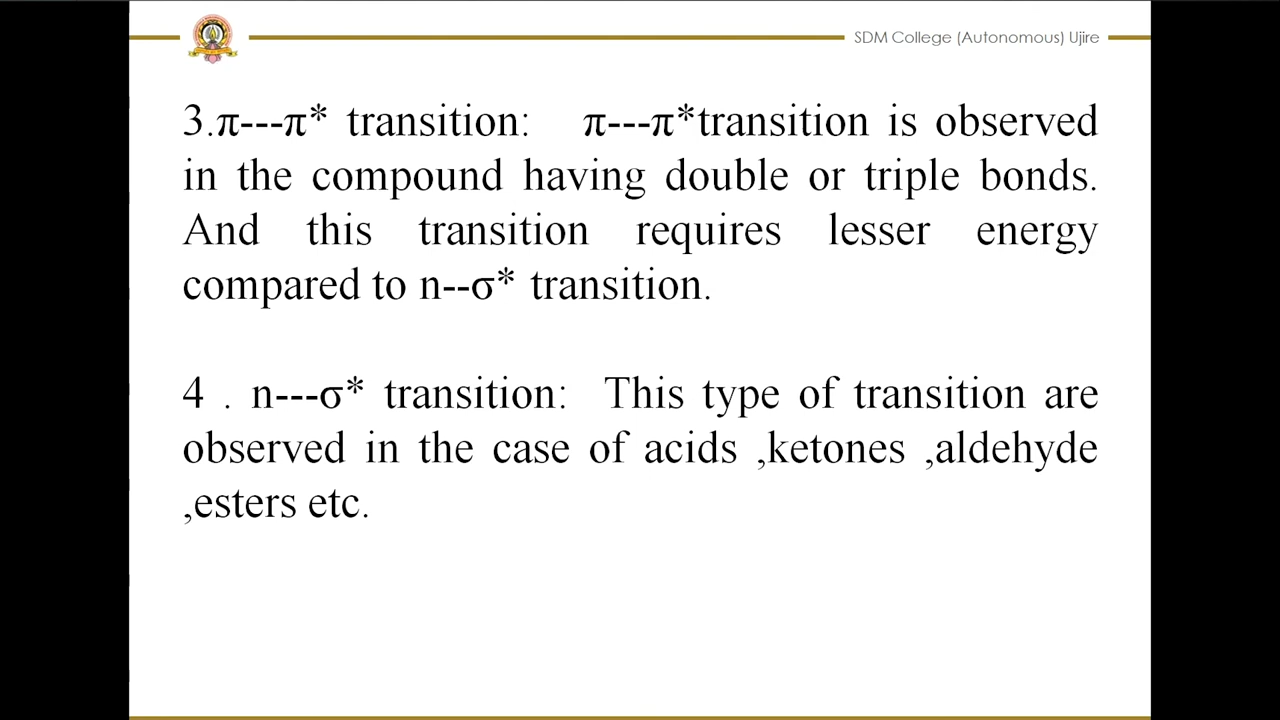 SDM College (Autonomous) Ujire
3.π---π* transition: π---π*transition is observed
in the compound having double or triple bonds.
And this transition requires lesser energy
compared to n--σ* transition.
4 . n---σ* transition: This type of transition are
observed in the case of acids ,ketones ,aldehyde
,esters etc.